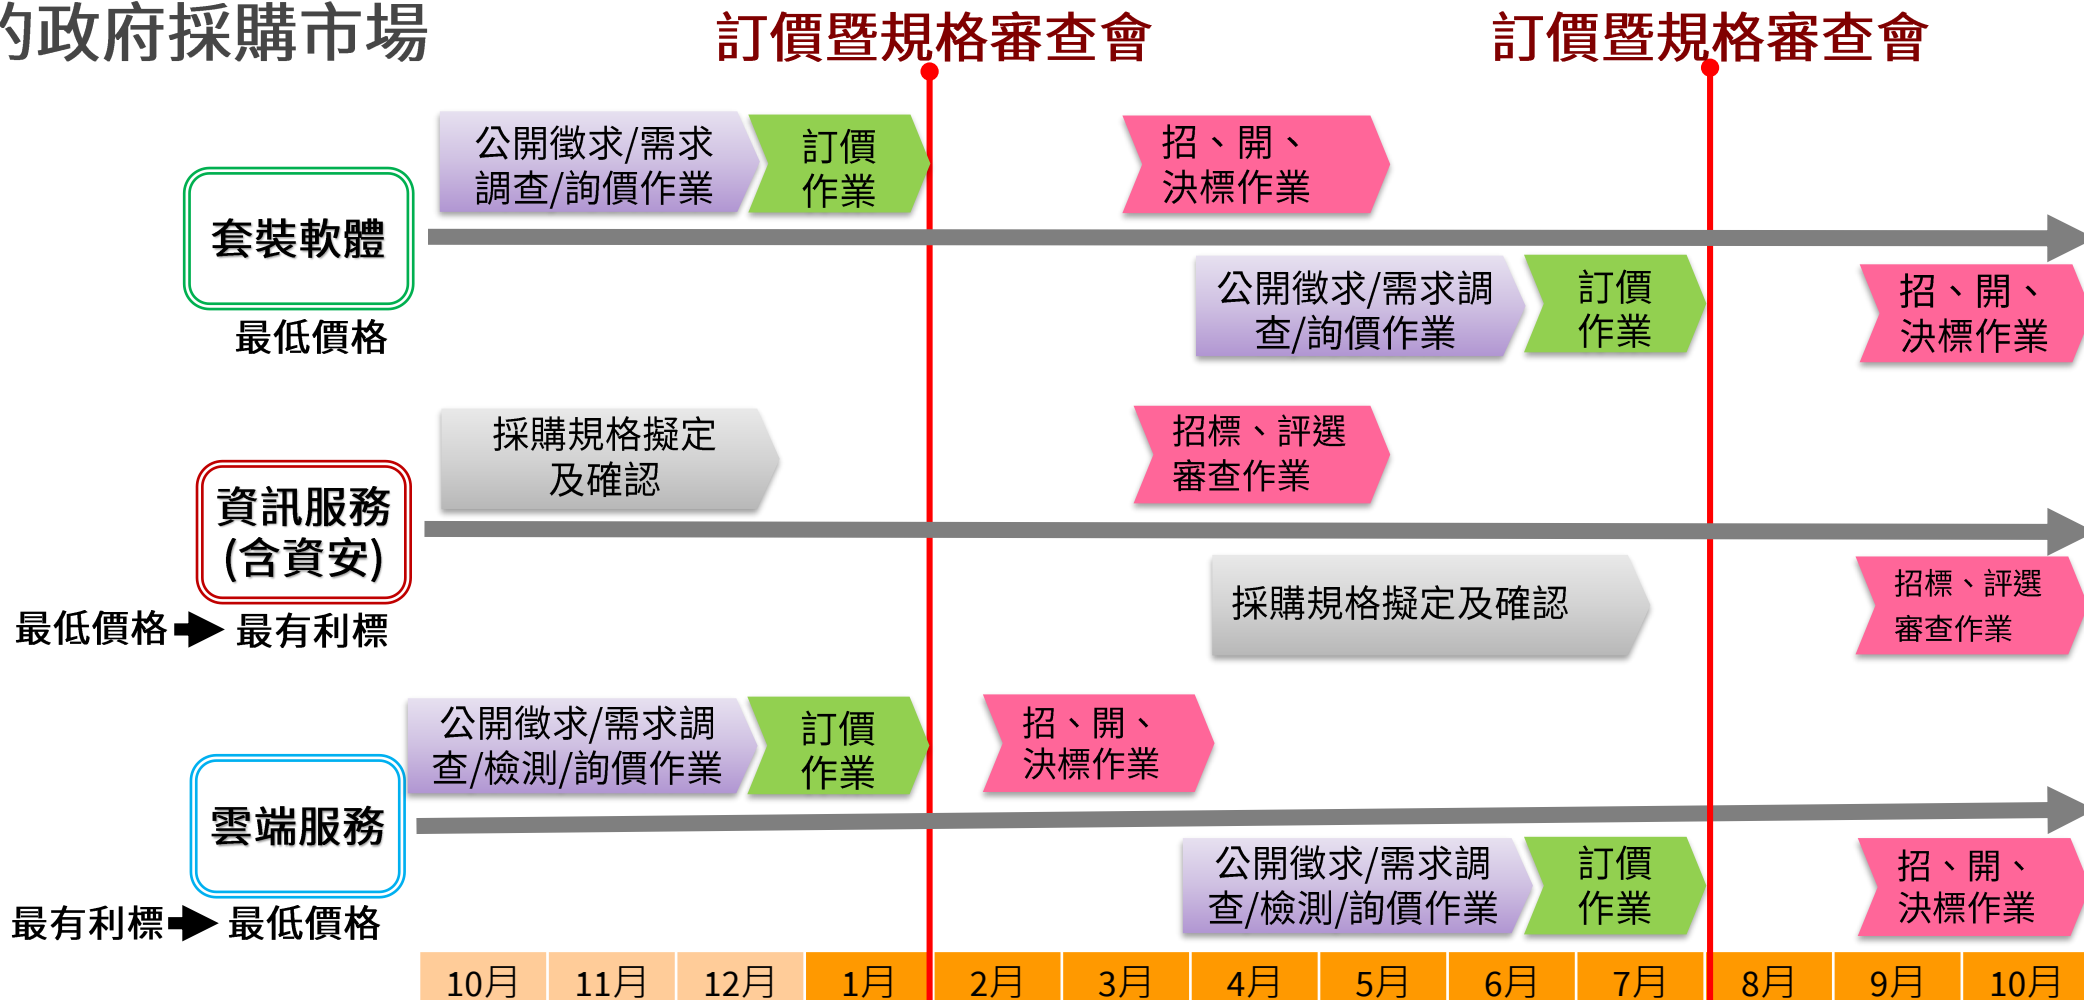 的政府採購市場
訂價暨規格審查會
訂價暨規格審查會
公開徵求/需求
調查/詢價作業
訂價
作業
招、開、
決標作業
套裝軟體
最低價格
公開徵求/需求調
查/詢價作業
訂價
作業
招、開、
決標作業
採購規格擬定
及確認
招標、評選
審查作業
資訊服務
(含資安)
最低價格
最有利標
採購規格擬定及確認
招標、評選
審查作業
公開徵求/需求調
查/檢測/詢價作業
訂價
作業
招、開、
決標作業
雲端服務
最有利標
最低價格
公開徵求/需求調
查/檢測/詢價作業
訂價
作業
招、開、
決標作業
10月
11月
12月
1月
2月
3月
4月
5月
6月
7月
8月
9月
10月